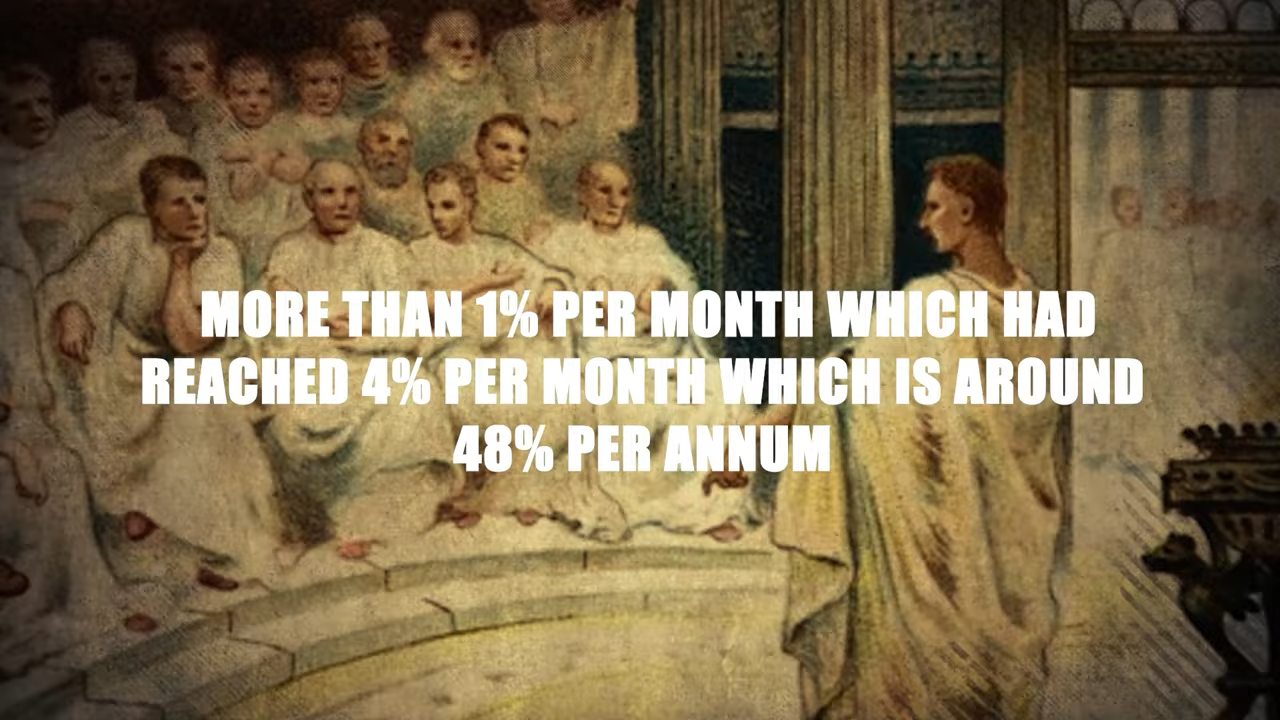 MORE THAN 1% PER MONTH WHICH HAD
REACHED 4% PER MONTH WHICH IS AROUND
48% PER ANNUM